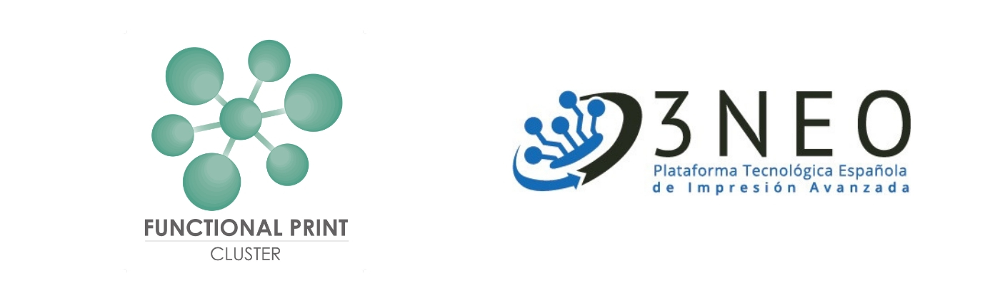 FUNCTIONAL PRINT
CLUSTER
3NEO
Plataforma Tecnológica Española
de Impresión Avanzada